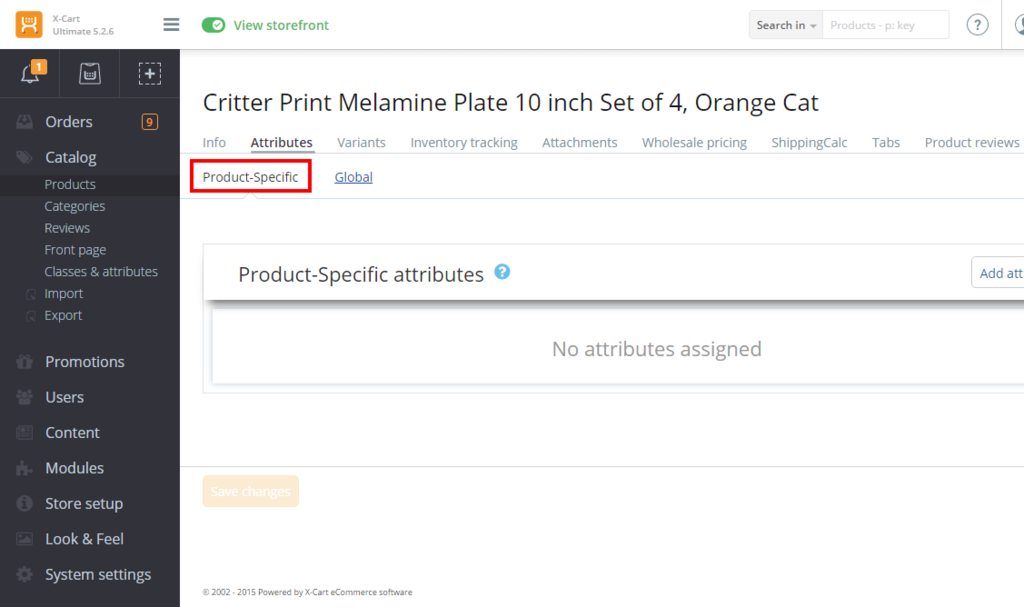 X-Cart
Ultimate 5.2.6
View storefront
Search in
Products - p: key
?
1
Orders
9
Catalog
Products
Categories
Reviews
Front page
Classes & attributes
Import
Export
Promotions
Users
Content
Modules
Store setup
Look & Feel
System settings
Critter Print Melamine Plate 10 inch Set of 4, Orange Cat
Info Attributes Variants Inventory tracking Attachments Wholesale pricing ShippingCalc Tabs Product reviews
Product-Specific Global
Product-Specific attributes ?
Add att
No attributes assigned
Save changes
© 2002 - 2015 Powered by X-Cart eCommerce software